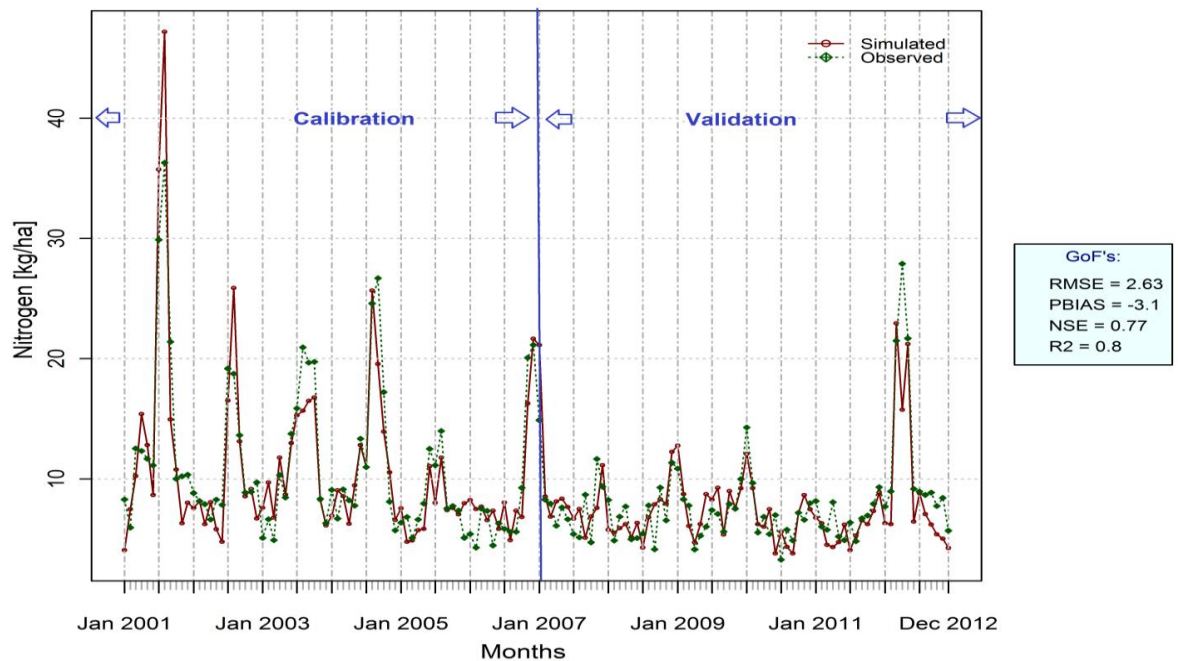 Simulated
Observed
Calibration
Validation
40
30
20
10
Nitrogen [kg/ha]
Jan 2001
Jan 2003
Jan 2005
Jan 2007
Jan 2009
Jan 2011
Dec 2012
Months
GoF's:
RMSE = 2.63
PBIAS = -3.1
NSE = 0.77
R2 = 0.8